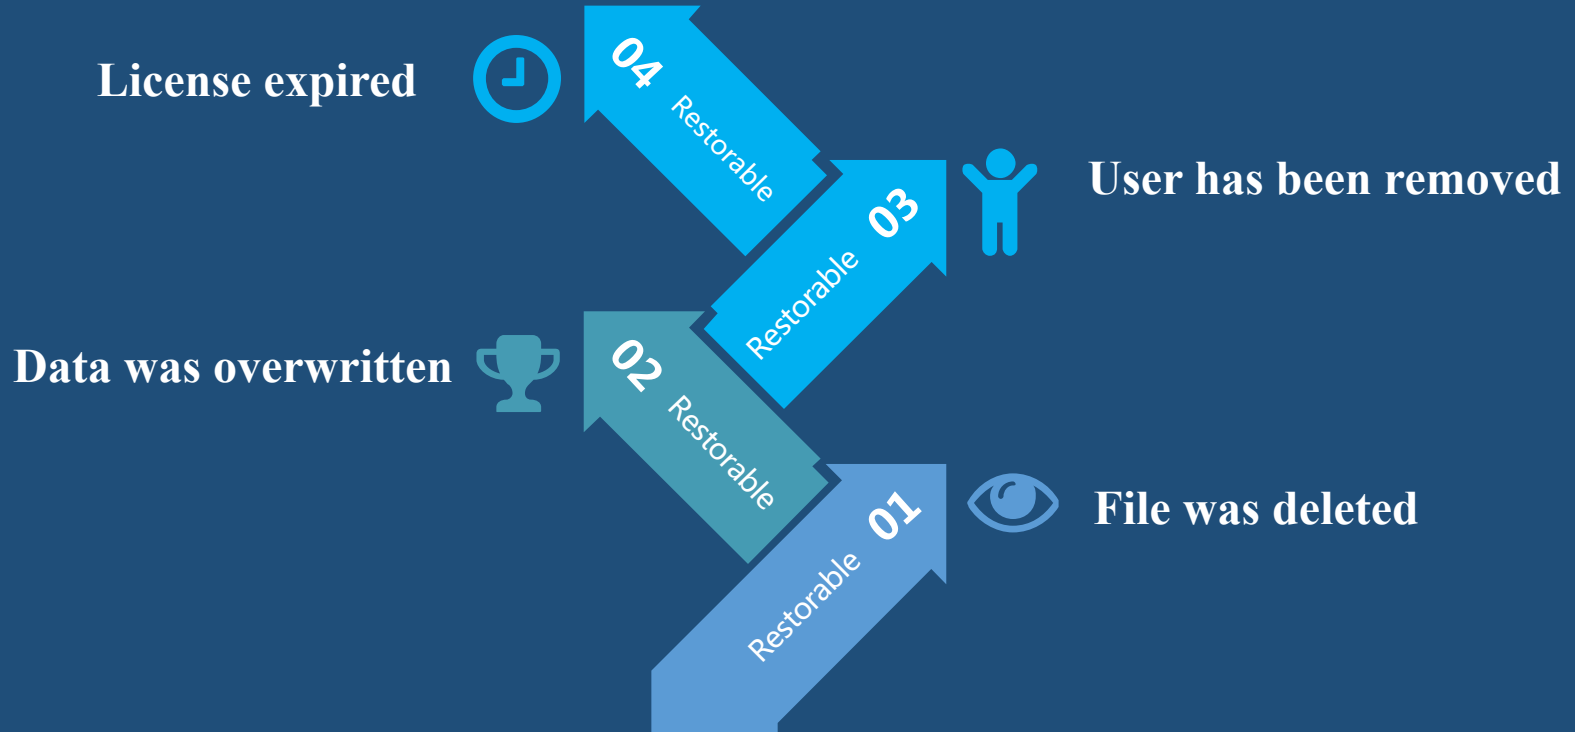 License expired
04
Restorable
User has been removed
03
Restorable
Data was overwritten
02
Restorable
File was deleted
01
Restorable